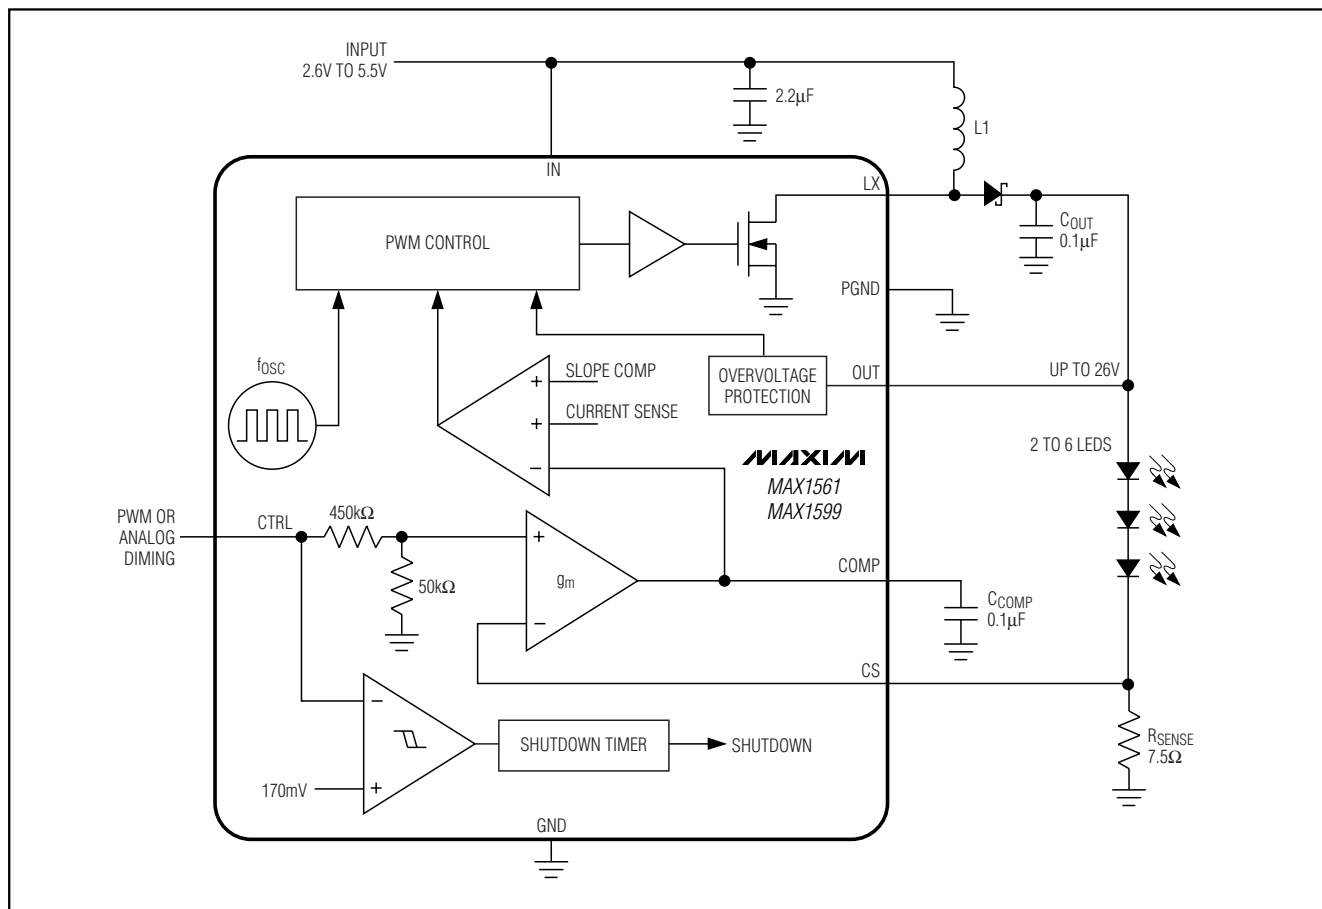 INPUT
2.6V TO 5.5V
2.2µF
L1
IN
LX
PWM CONTROL
COUT
0.1µF
PGND
fOSC
SLOPE COMP
CURRENT SENSE
+
+
−
OVERVOLTAGE
PROTECTION
OUT
UP TO 26V
2 TO 6 LEDS
MAXIM
MAX1561
MAX1599
PWM OR
ANALOG
DIMING
CTRL
450kΩ
50kΩ
+
gm
−
COMP
CCOMP
0.1µF
CS
−
+
170mV
SHUTDOWN TIMER
SHUTDOWN
RSENSE
7.5Ω
GND